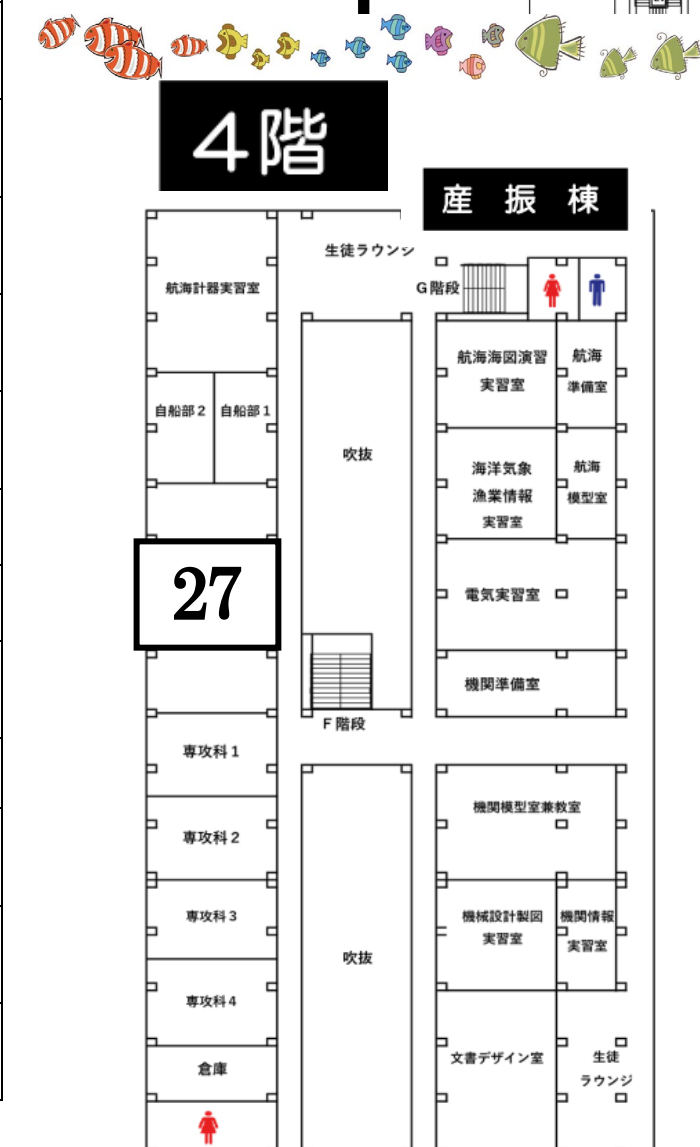 ４階
産振棟
生徒ラウンジ
航海計器実習室
G階段
航海海図演習
実習室
航海
準備室
自船部２
自船部１
吹抜
海洋気象
漁業情報
実習室
航海
模型室
27
電気実習室
機関準備室
F階段
専攻科１
機関模型室兼教室
専攻科２
専攻科３
機械設計製図
実習室
機関情報
実習室
吹抜
専攻科４
文書デザイン室
生徒
ラウンジ
倉庫